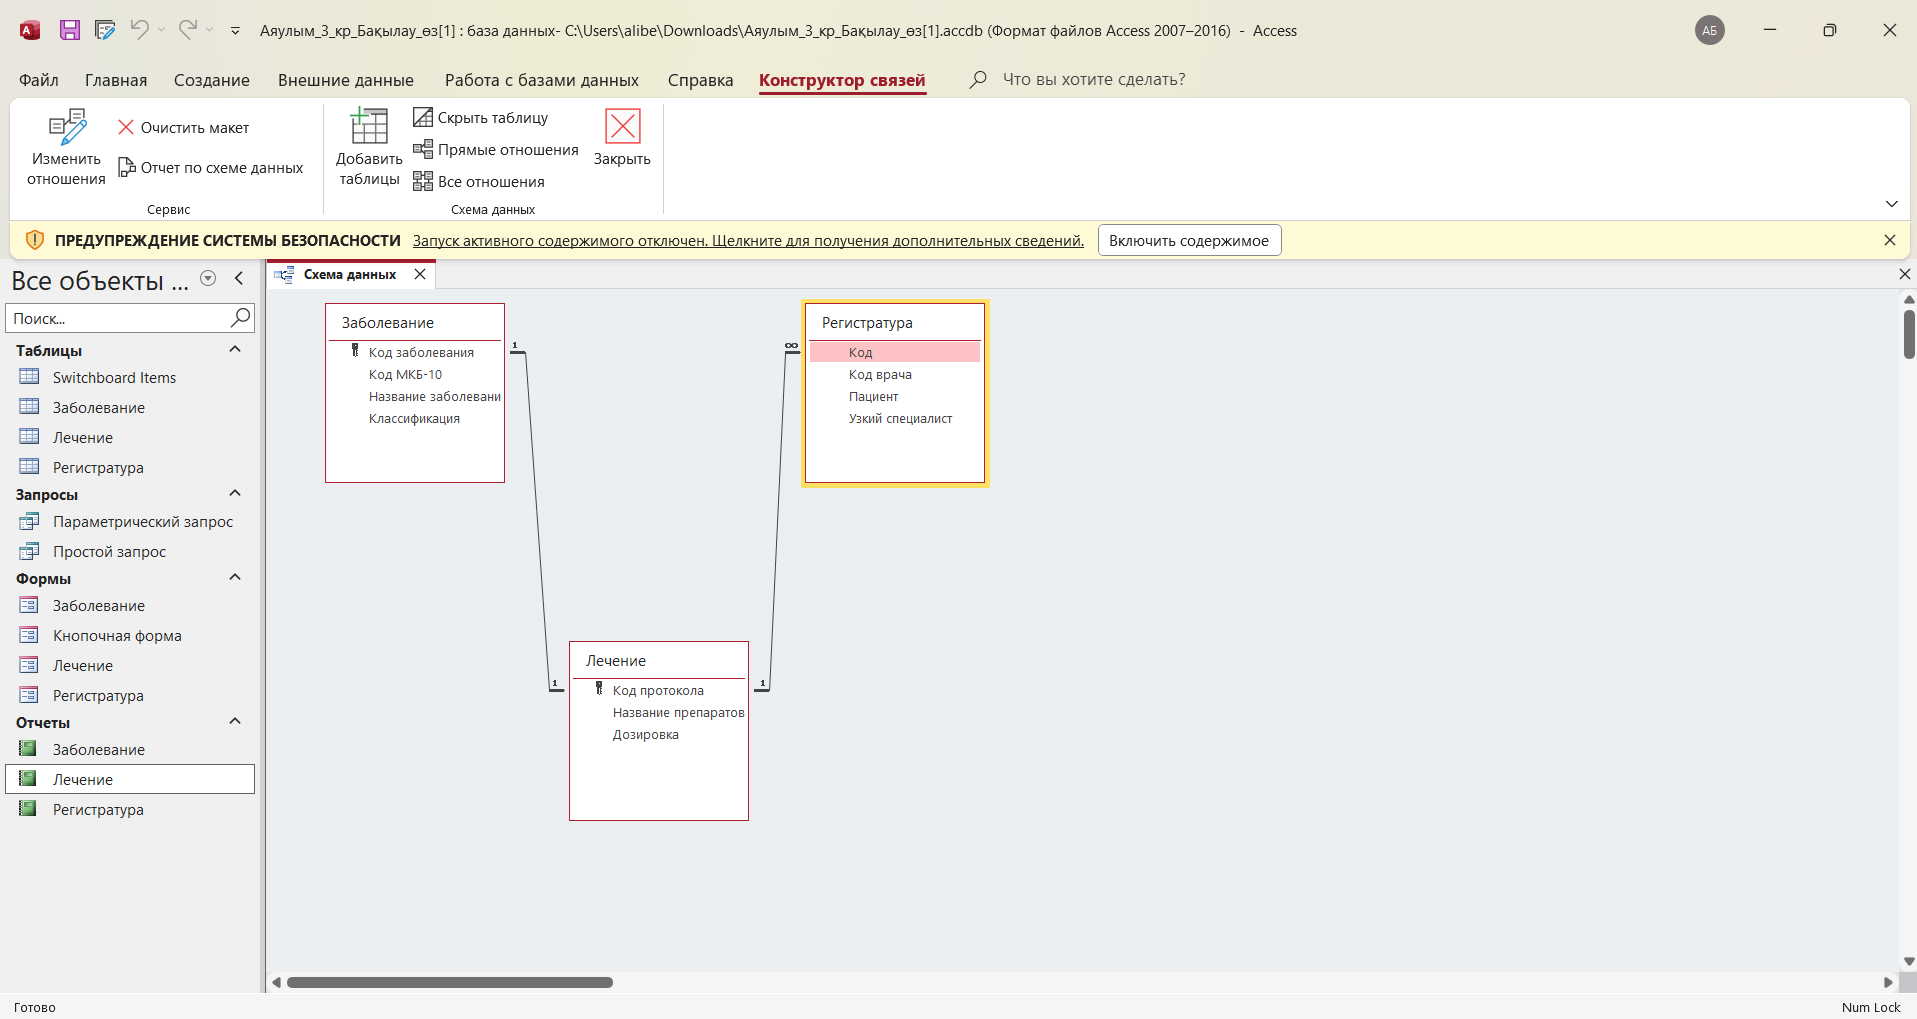 Аяулым_3_кр_Бақылау_өз[1] : база данных- C:\Users\alibe\Downloads\Аяулым_3_кр_Бақылау_өз[1].accdb (Формат файлов Access 2007–2016) - Access
АБ
Файл Главная Создание Внешние данные Работа с базами данных Справка Конструктор связей Что вы хотите сделать?
Изменить отношения
Очистить макет
Отчет по схеме данных
Сервис
Добавить таблицы
Скрыть таблицу
Прямые отношения
Все отношения
Закрыть
Схема данных
ПРЕДУПРЕЖДЕНИЕ СИСТЕМЫ БЕЗОПАСНОСТИ Запуск активного содержимого отключен. Щелкните для получения дополнительных сведений. Включить содержимое
Все объекты ...
Поиск...
Таблицы
Switchboard Items
Заболевание
Лечение
Регистратура
Запросы
Параметрический запрос
Простой запрос
Формы
Заболевание
Кнопочная форма
Лечение
Регистратура
Отчеты
Заболевание
Лечение
Регистратура
Схема данных
Заболевание
Код заболевания
Код МКБ-10
Название заболевани
Классификация
1
∞
Регистратура
Код
Код врача
Пациент
Узкий специалист
1
1
Лечение
Код протокола
Название препаратов
Дозировка
Готово
Num Lock